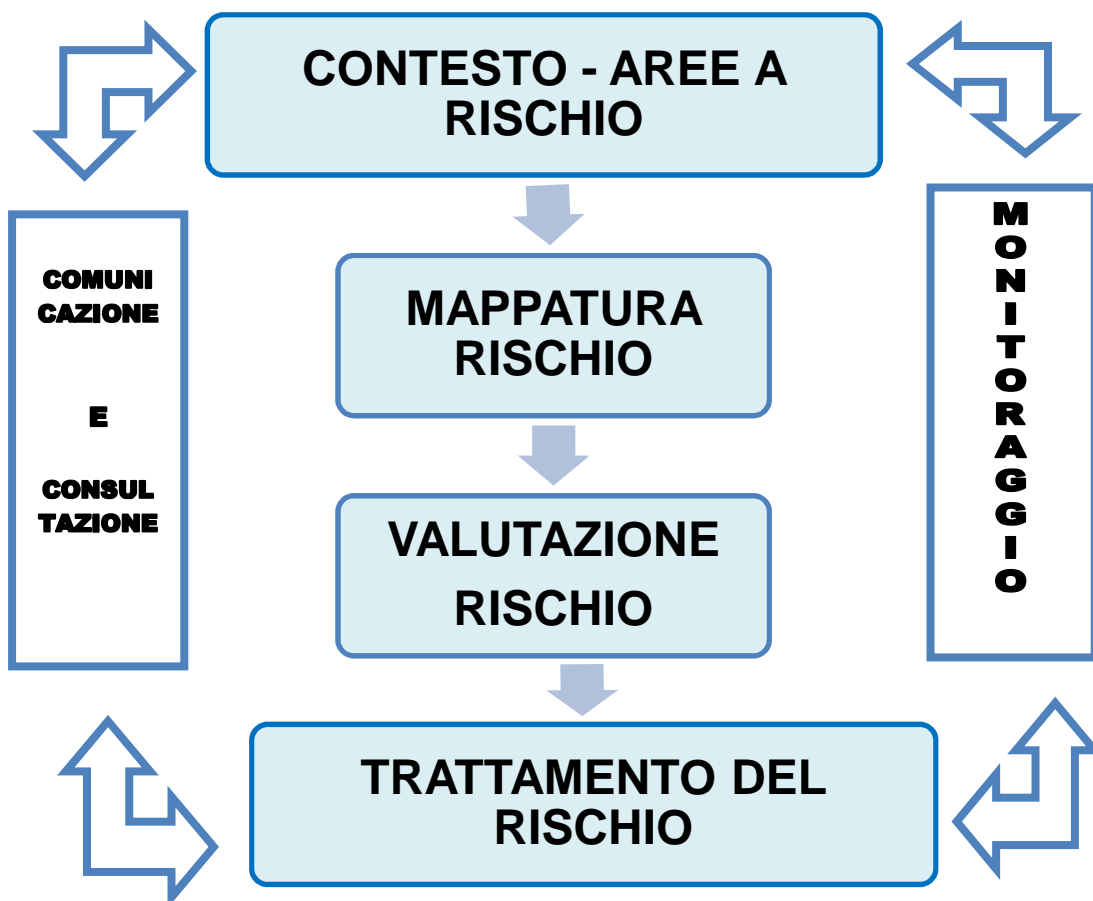 CONTESTO - AREE A
RISCHIO
COMUNI
CAZIONE
E
CONSUL
TAZIONE
MAPPATURA
RISCHIO
VALUTAZIONE
RISCHIO
TRATTAMENTO DEL
RISCHIO
M
O
N
I
T
O
R
A
G
G
I
O